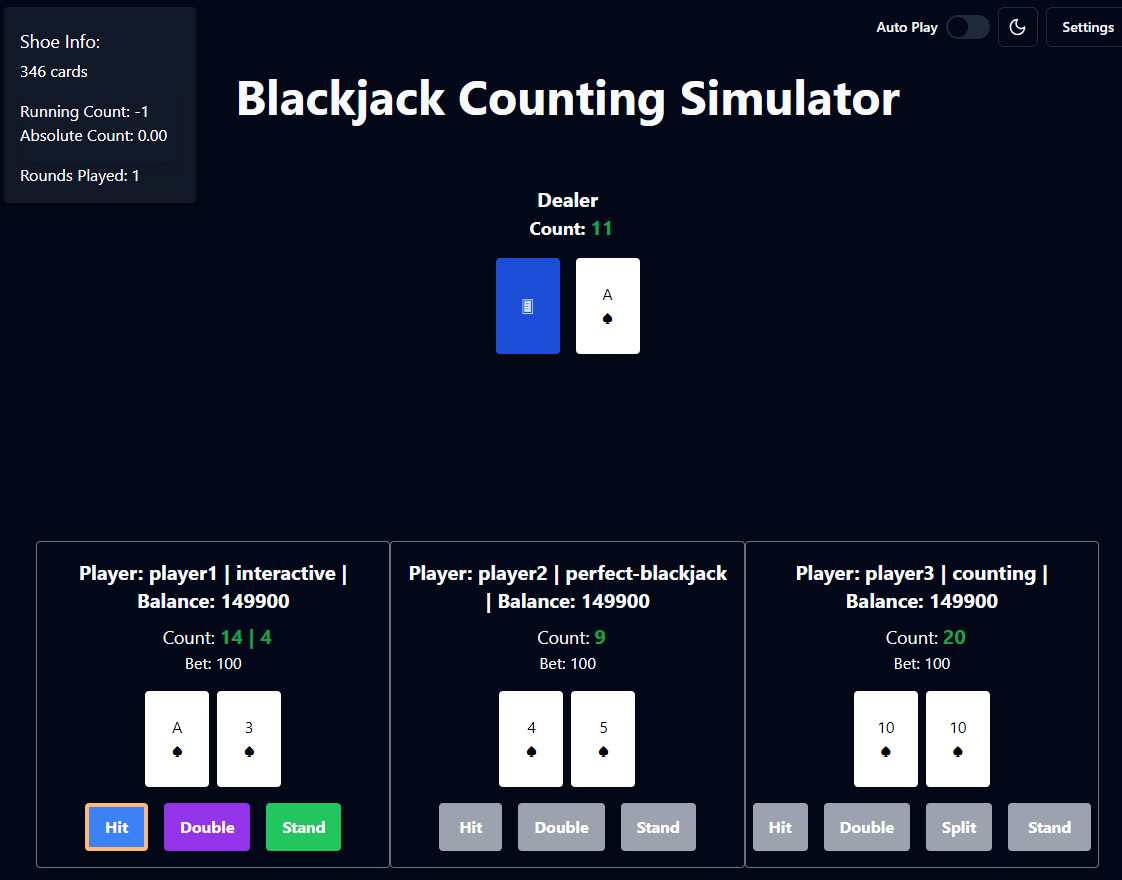 Auto Play
Settings
Shoe Info:
346 cards
Running Count: -1
Absolute Count: 0.00
Rounds Played: 1
Blackjack Counting Simulator
Dealer
Count: 11
A
♠
Player: player1 | interactive |
Balance: 149900
Count: 14 | 4
Bet: 100
A 3
♠ ♠
Hit Double Stand
Player: player2 | perfect-blackjack
| Balance: 149900
Count: 9
Bet: 100
4 5
♠ ♠
Hit Double Stand
Player: player3 | counting |
Balance: 149900
Count: 20
Bet: 100
10 10
♠ ♠
Hit Double Split Stand